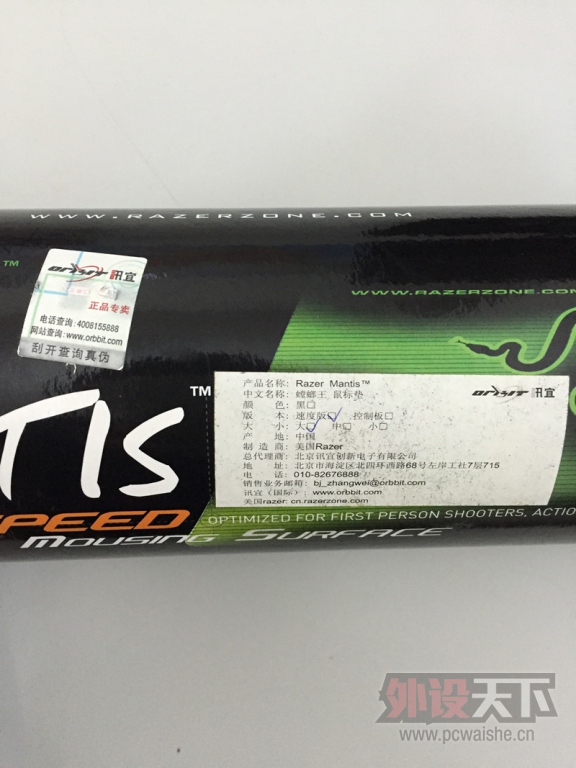 WWW.RAZERZONE.COM
TM
ORBBIT 讯宜
正品专卖
电话查询:4008155888
网站查询:www.orbbit.com
刮开查询真伪
WWW.RAZERZONE.COM
TIS™
SPEED
MOUSING SURFACE
产品名称: Razer Mantis™
中文名称: 螳螂王 鼠标垫
颜 色: 黑□
版 本: 速度版☑ 控制板□
大 小: 大☑ 中□ 小□
产 地: 中国
制 造 商: 美国Razer
总代理商: 北京讯宜创新电子有限公司
地 址: 北京市海淀区北四环西路68号左岸工社7层715
电 话: 010-82676888
销售业务邮箱: bj_zhangwei@orbbit.com
讯宜（国际）: www.orbbit.com
美国razer: cn.razerzone.com
ORBBIT 讯宜
OPTIMIZED FOR FIRST PERSON SHOOTERS, ACTIO
外设天下
www.pcwaishe.cn